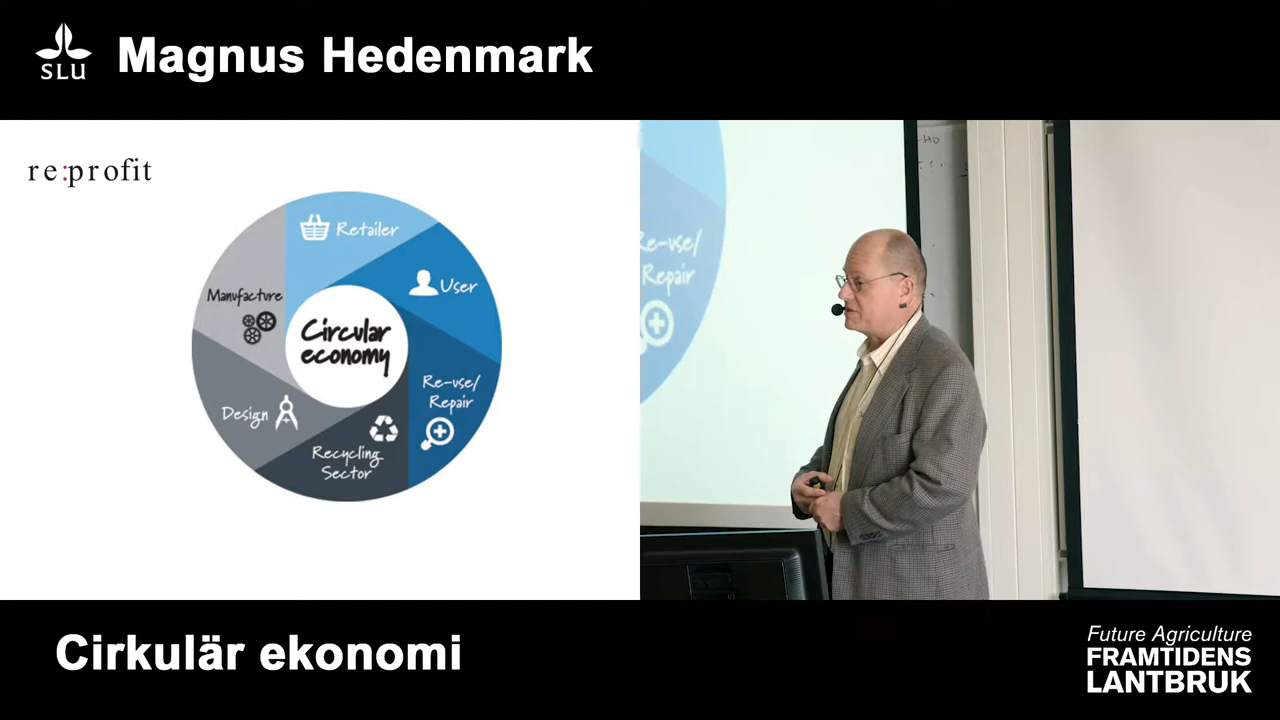 SLU
Magnus Hedenmark
re:profit
Retailer
User
Manufacture
Circular
economy
Re-use/
Repair
Design
Recycling
Sector
Re-use/
Repair
Cirkulär ekonomi
Future Agriculture
FRAMTIDENS
LANTBRUK